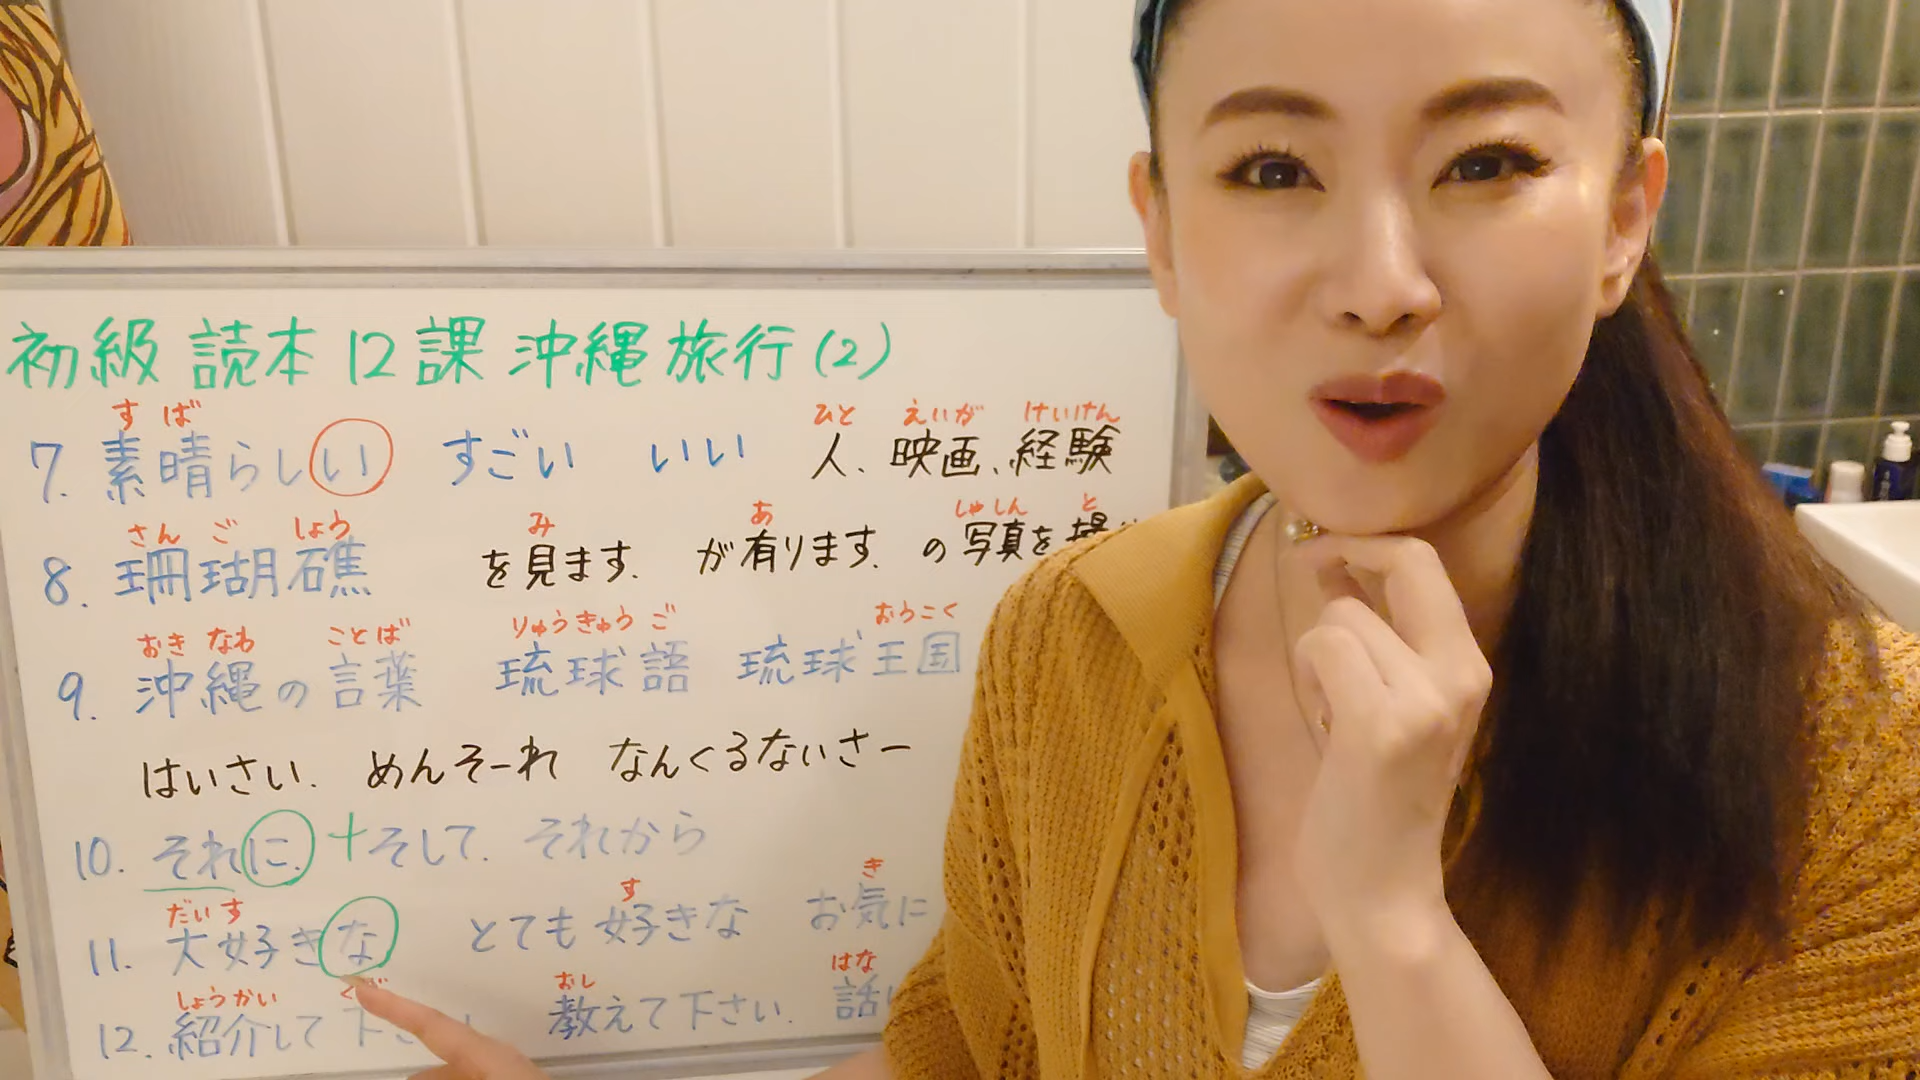 初級読本12課沖縄旅行(2)
すば ひと えいが けいけん
7. 素晴らしい すごい いい 人、映画、経験
さんご しょう み あ しゃしん と
8. 珊瑚礁 を見ます. が有ります. の写真を撮
おきなわ ことば りゅうきゅうご おうこく
9. 沖縄の言葉 琉球語 琉球王国
はいさい. めんそーれ なんくるないさー
10. それに. +そして. それから
だいす す き
11. 大好きな とても好きな お気に
しょうかい おし はな
12. 紹介して下さ 教えて下さい. 話